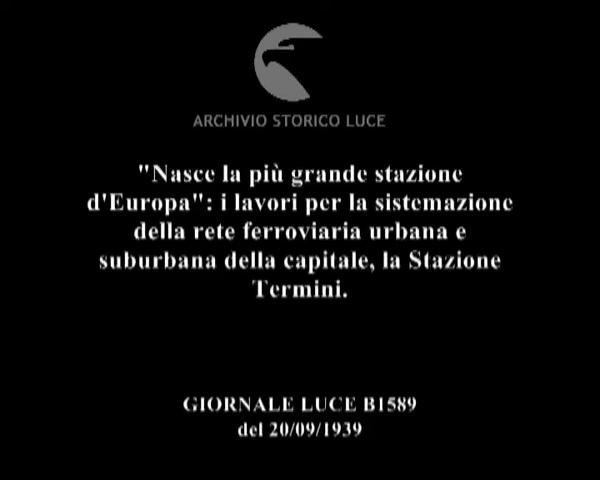 ARCHIVIO STORICO LUCE
"Nasce la più grande stazione
d'Europa": i lavori per la sistemazione
della rete ferroviaria urbana e
suburbana della capitale, la Stazione
Termini.
GIORNALE LUCE B1589
del 20/09/1939